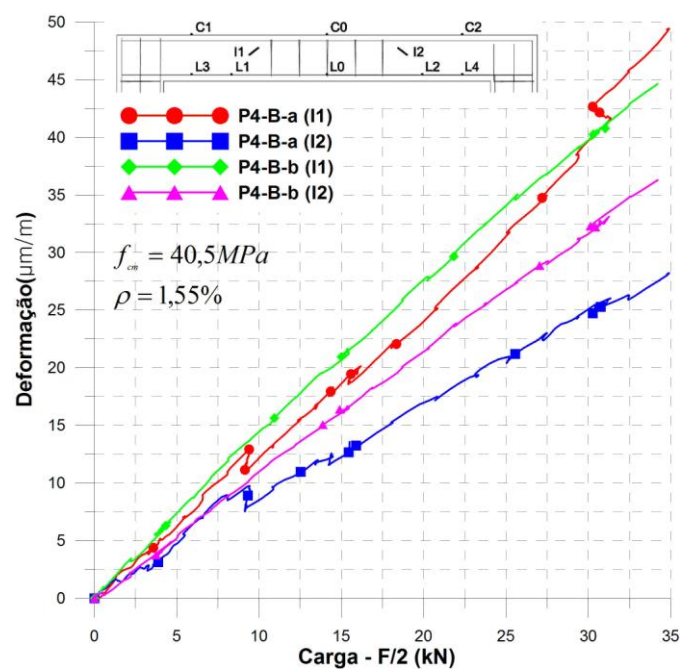 50
45
40
35
30
25
20
15
10
5
0
Deformação(µm/m)
C1 C0 C2
I1 I2
L3 L1 L0 L2 L4
P4-B-a (I1)
P4-B-a (I2)
P4-B-b (I1)
P4-B-b (I2)
f_cm = 40,5MPa
ρ = 1,55%
0 5 10 15 20 25 30 35
Carga - F/2 (kN)